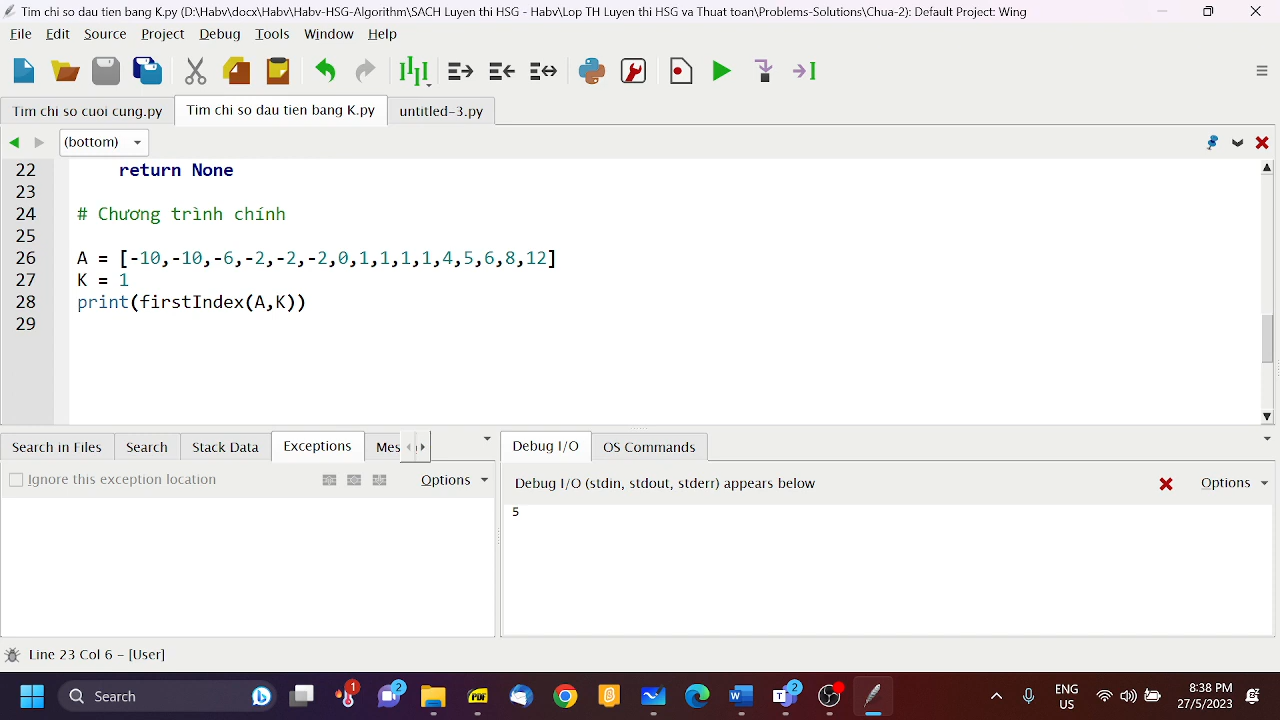 Tim chi so dau tien bang K.py (D:\Habv\docx\Habv\Habv-HSG-Algorithm\SACH Luyen thi HSG - Habv\Lop TH Luyen thi HSG va Thuat toan\Problems-Solutions\Chua-2): Default Project: Wing
File Edit Source Project Debug Tools Window Help
Tim chi so cuoi cung.py Tim chi so dau tien bang K.py untitled-3.py
(bottom)
22 return None
23
24 # Chương trình chính
25
26 A = [-10,-10,-6,-2,-2,-2,0,1,1,1,1,4,5,6,8,12]
27 K = 1
28 print(firstIndex(A,K))
29
Search in Files Search Stack Data Exceptions Mes Debug I/O OS Commands
Ignore this exception location Options Debug I/O (stdin, stdout, stderr) appears below Options
5
Line 23 Col 6 – [User]
Search 1 2 PDF 2 ENG US 8:38 PM 27/5/2023